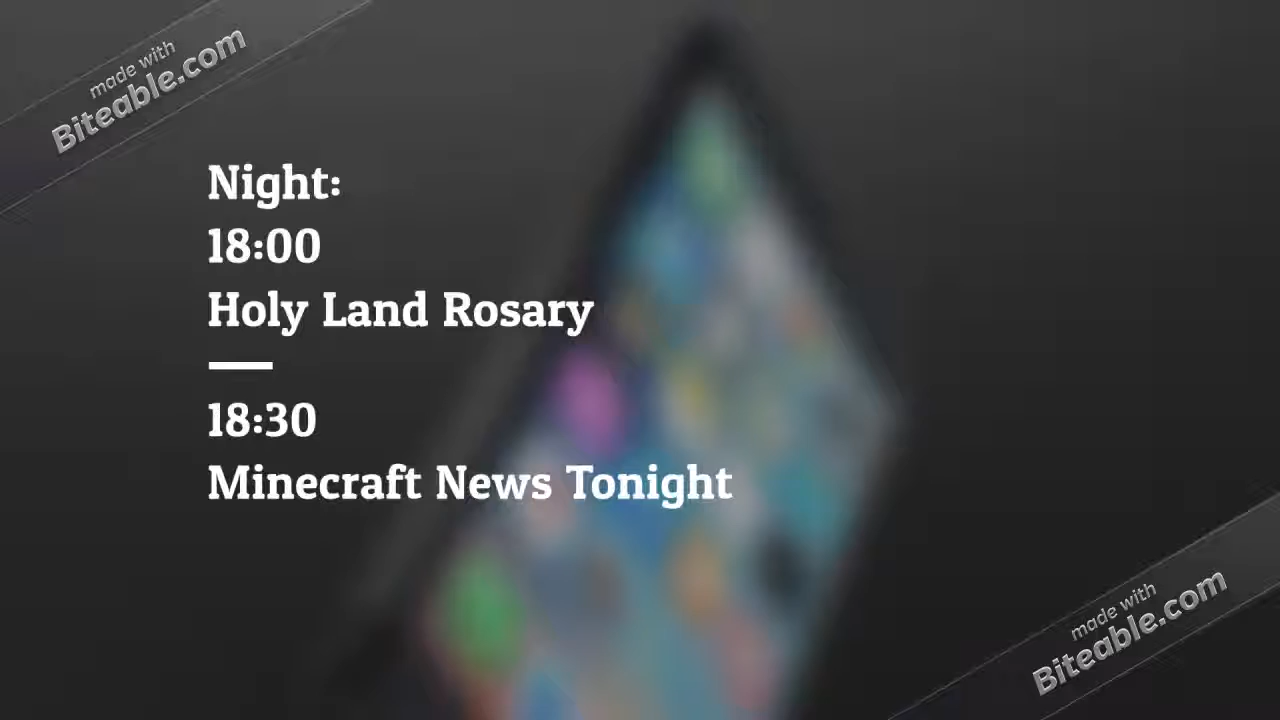 made with
Biteable.com
Night:
18:00
Holy Land Rosary
18:30
Minecraft News Tonight
made with
Biteable.com